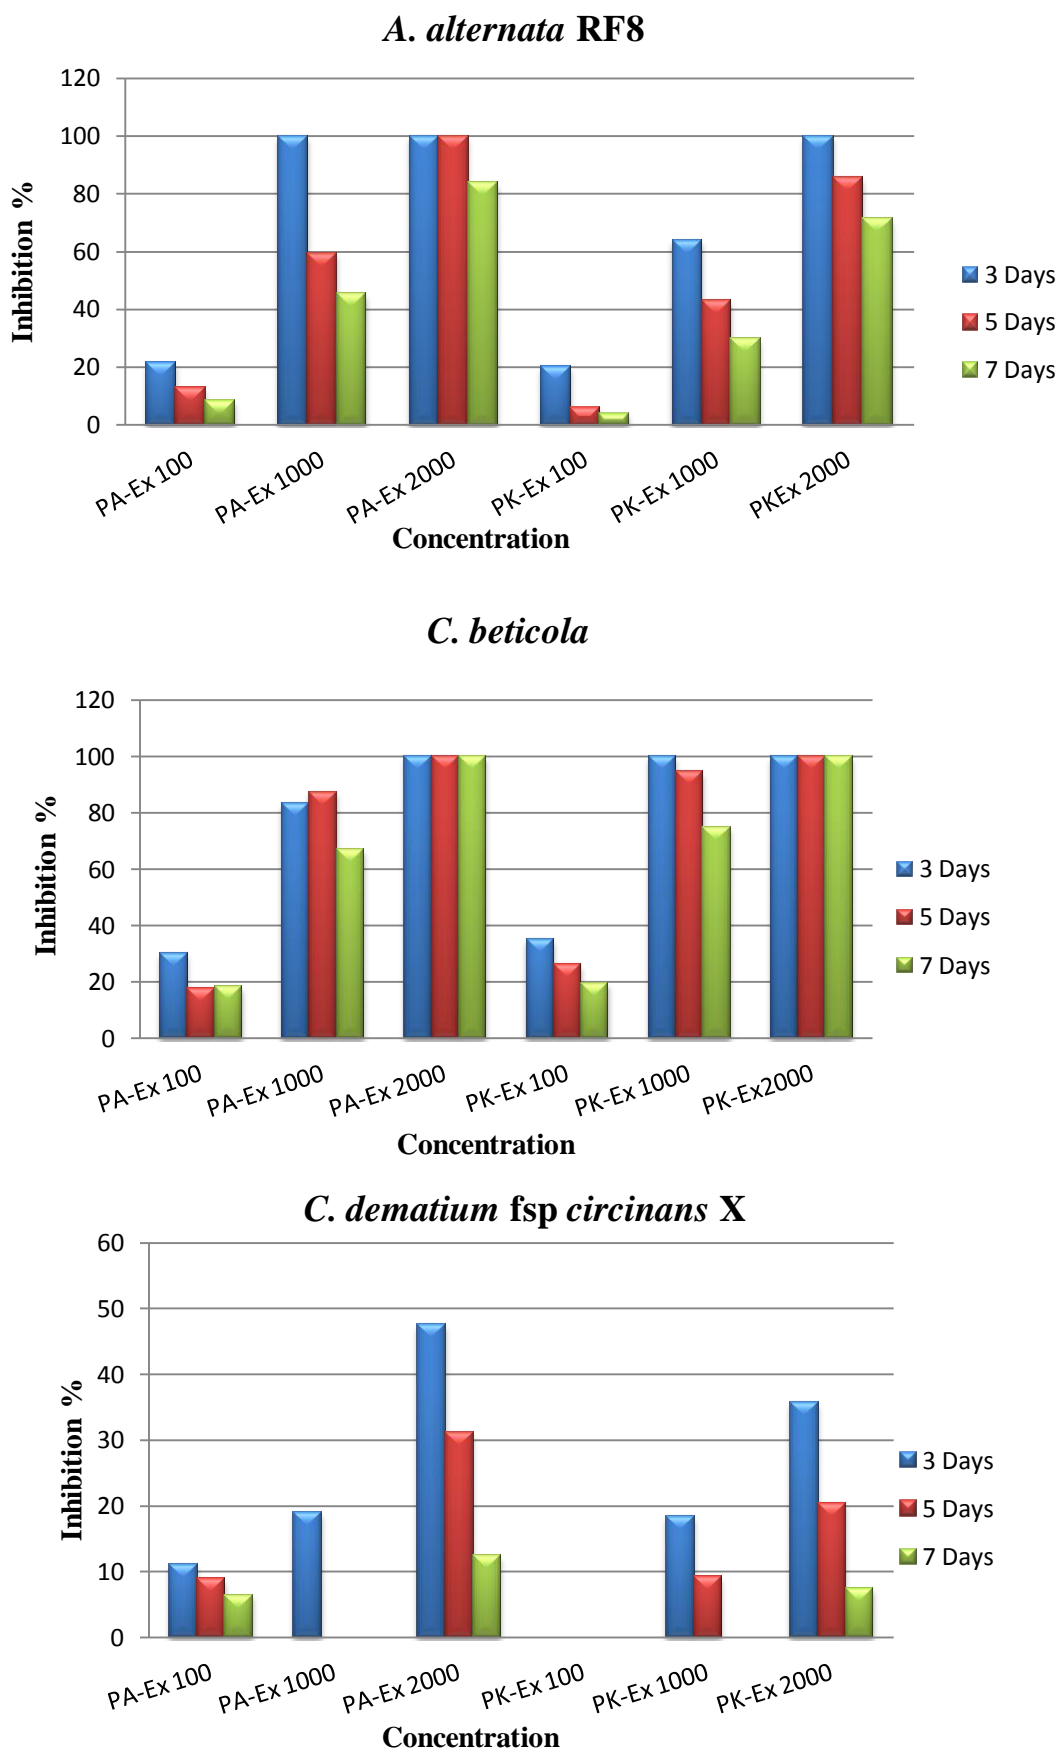 A. alternata RF8
120
100
80
60
40
20
0
Inhibition %
PA-Ex 100
PA-Ex 1000
PA-Ex 2000
PK-Ex 100
PK-Ex 1000
PKEx 2000
Concentration
3 Days
5 Days
7 Days
C. beticola
120
100
80
60
40
20
0
Inhibition %
PA-Ex 100
PA-Ex 1000
PA-Ex 2000
PK-Ex 100
PK-Ex 1000
PK-Ex2000
Concentration
3 Days
5 Days
7 Days
C. dematium fsp circinans X
60
50
40
30
20
10
0
Inhibition %
PA-Ex 100
PA-Ex 1000
PA-Ex 2000
PK-Ex 100
PK-Ex 1000
PK-Ex 2000
Concentration
3 Days
5 Days
7 Days